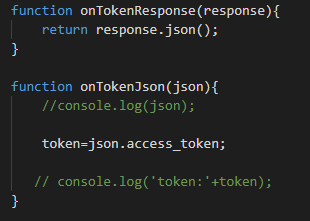 function onTokenResponse(response){
    return response.json();
}
function onTokenJson(json){
    //console.log(json);
    token=json.access_token;
   // console.log('token:'+token);
}